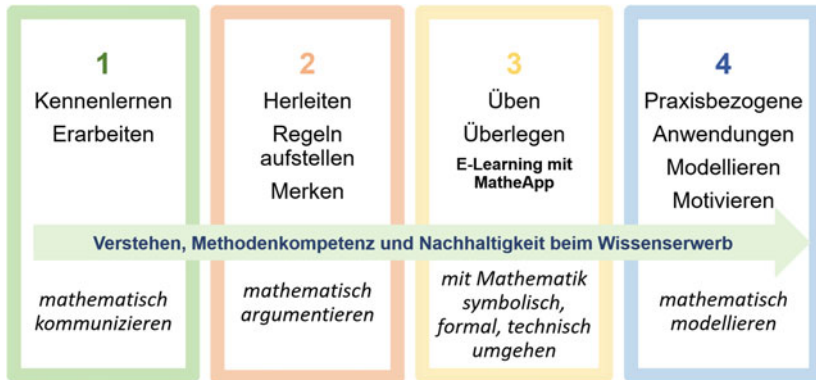 1
Kennenlernen
Erarbeiten
2
Herleiten
Regeln
aufstellen
Merken
3
Üben
Überlegen
E-Learning mit
MatheApp
4
Praxisbezogene
Anwendungen
Modellieren
Motivieren
Verstehen, Methodenkompetenz und Nachhaltigkeit beim Wissenserwerb
mathematisch
kommunizieren
mathematisch
argumentieren
mit Mathematik
symbolisch,
formal, technisch
umgehen
mathematisch
modellieren